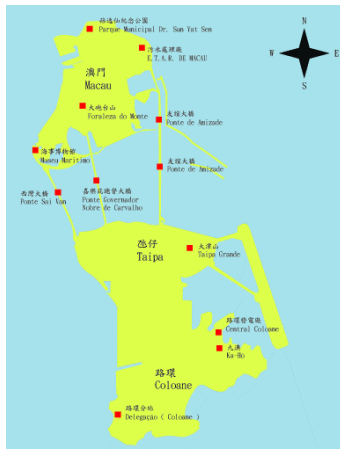 孫逸仙紀念公園
Parque Municipal Dr. Sun Yat Sem
N
W
E
S
污水處理廠
E.T.A.R. DE MACAU
澳門
Macau
大炮台山
Foraleza do Monte
友誼大橋
Ponte de Amizade
海事博物館
Museu Maritimo
友誼大橋
Ponte de Amizade
西灣大橋
Ponte Sai Van
嘉樂庇總督大橋
Ponte Governador
Nobre de Carvalho
氹仔
Taipa
大潭山
Taipa Grande
路環發電廠
Central Coloane
九澳
Ka-Ho
路環
Coloane
路環分站
Delegação ( Coloane )